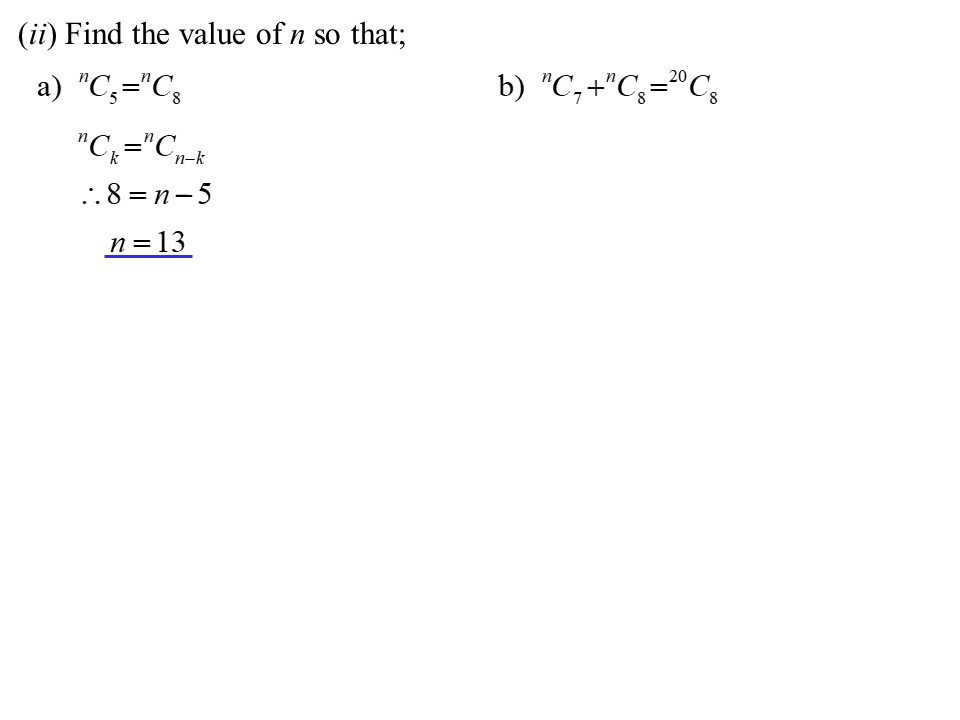 (ii) Find the value of n so that;
a) ⁿC₅=ⁿC₈
b) ⁿC₇+ⁿC₈=²⁰C₈
ⁿCₖ=ⁿCₙ₋ₖ
∴8 = n − 5
n = 13